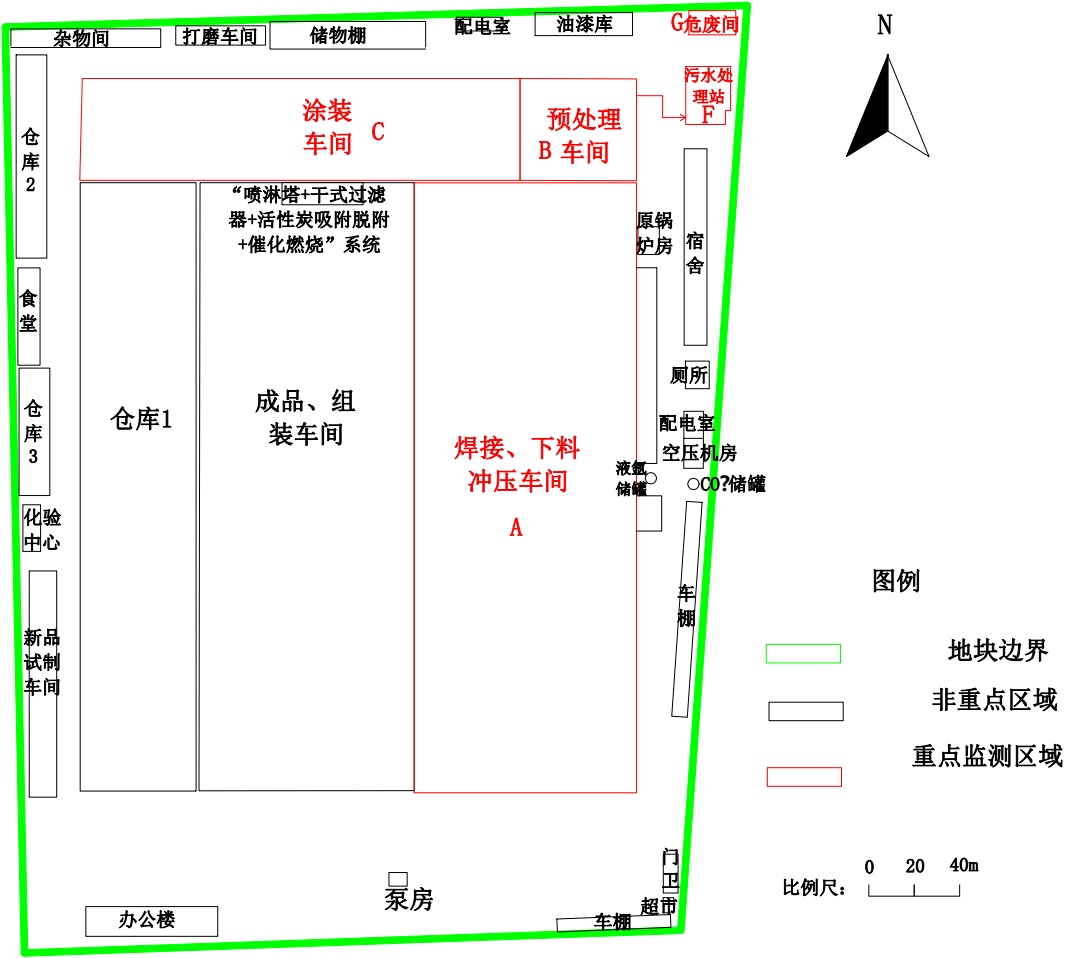 杂物间
打磨车间
储物棚
配电室
油漆库
G危废间
N
污水处
理站
F
涂装
车间 C
预处理
B 车间
仓
库
2
“喷淋塔+干式过滤
器+活性炭吸附脱附
+催化燃烧”系统
原锅
炉房
宿
舍
食
堂
厕所
仓库1
成品、组
装车间
仓
库
3
配电室
空压机房
焊接、下料
冲压车间
A
液氩
储罐
CO?储罐
化验
中心
车
棚
新品
试制
车间
图例
地块边界
非重点区域
重点监测区域
门
卫
超市
泵房
办公楼
车棚
比例尺:
0 20 40m